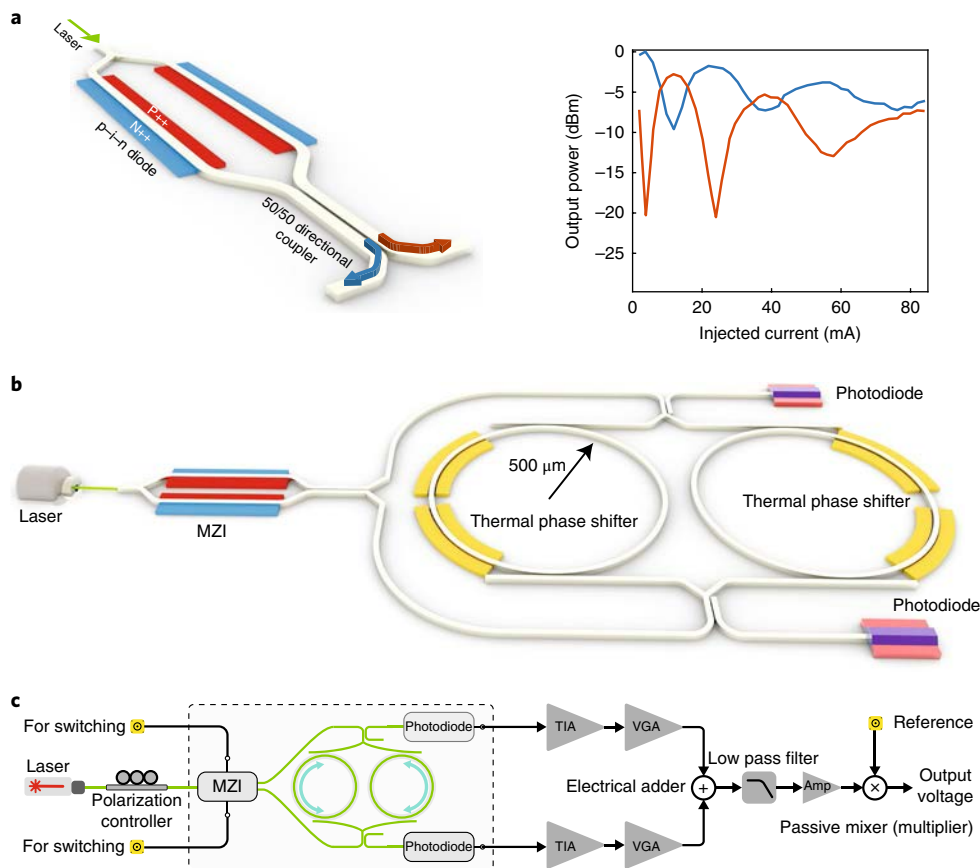 a
Laser
P++
N++
p–i–n diode
50/50 directional
coupler
Output power (dBm)
0
–5
–10
–15
–20
–25
0
20
40
60
80
Injected current (mA)
b
Photodiode
500 μm
Laser
Thermal phase shifter
Thermal phase shifter
MZI
Photodiode
c
For switching
Photodiode
TIA
VGA
Reference
Laser
Low pass filter
MZI
Electrical adder
+
Amp
×
Output
voltage
Polarization
controller
For switching
Photodiode
TIA
VGA
Passive mixer (multiplier)